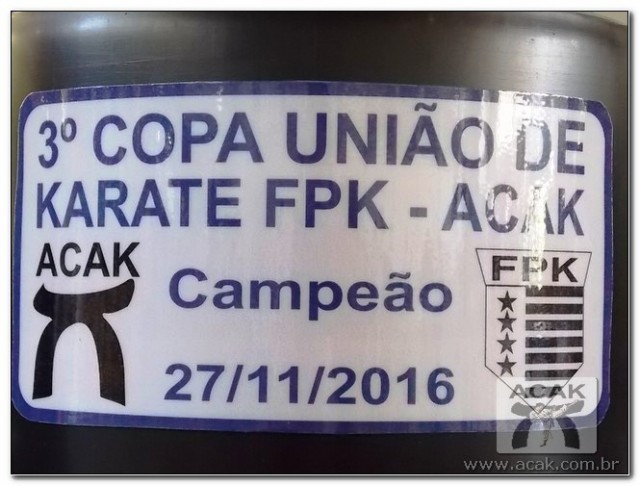 3º COPA UNIÃO DE
KARATE FPK - ACAK
ACAK
Campeão
FPK
27/11/2016
ACAK
www.acak.com.br